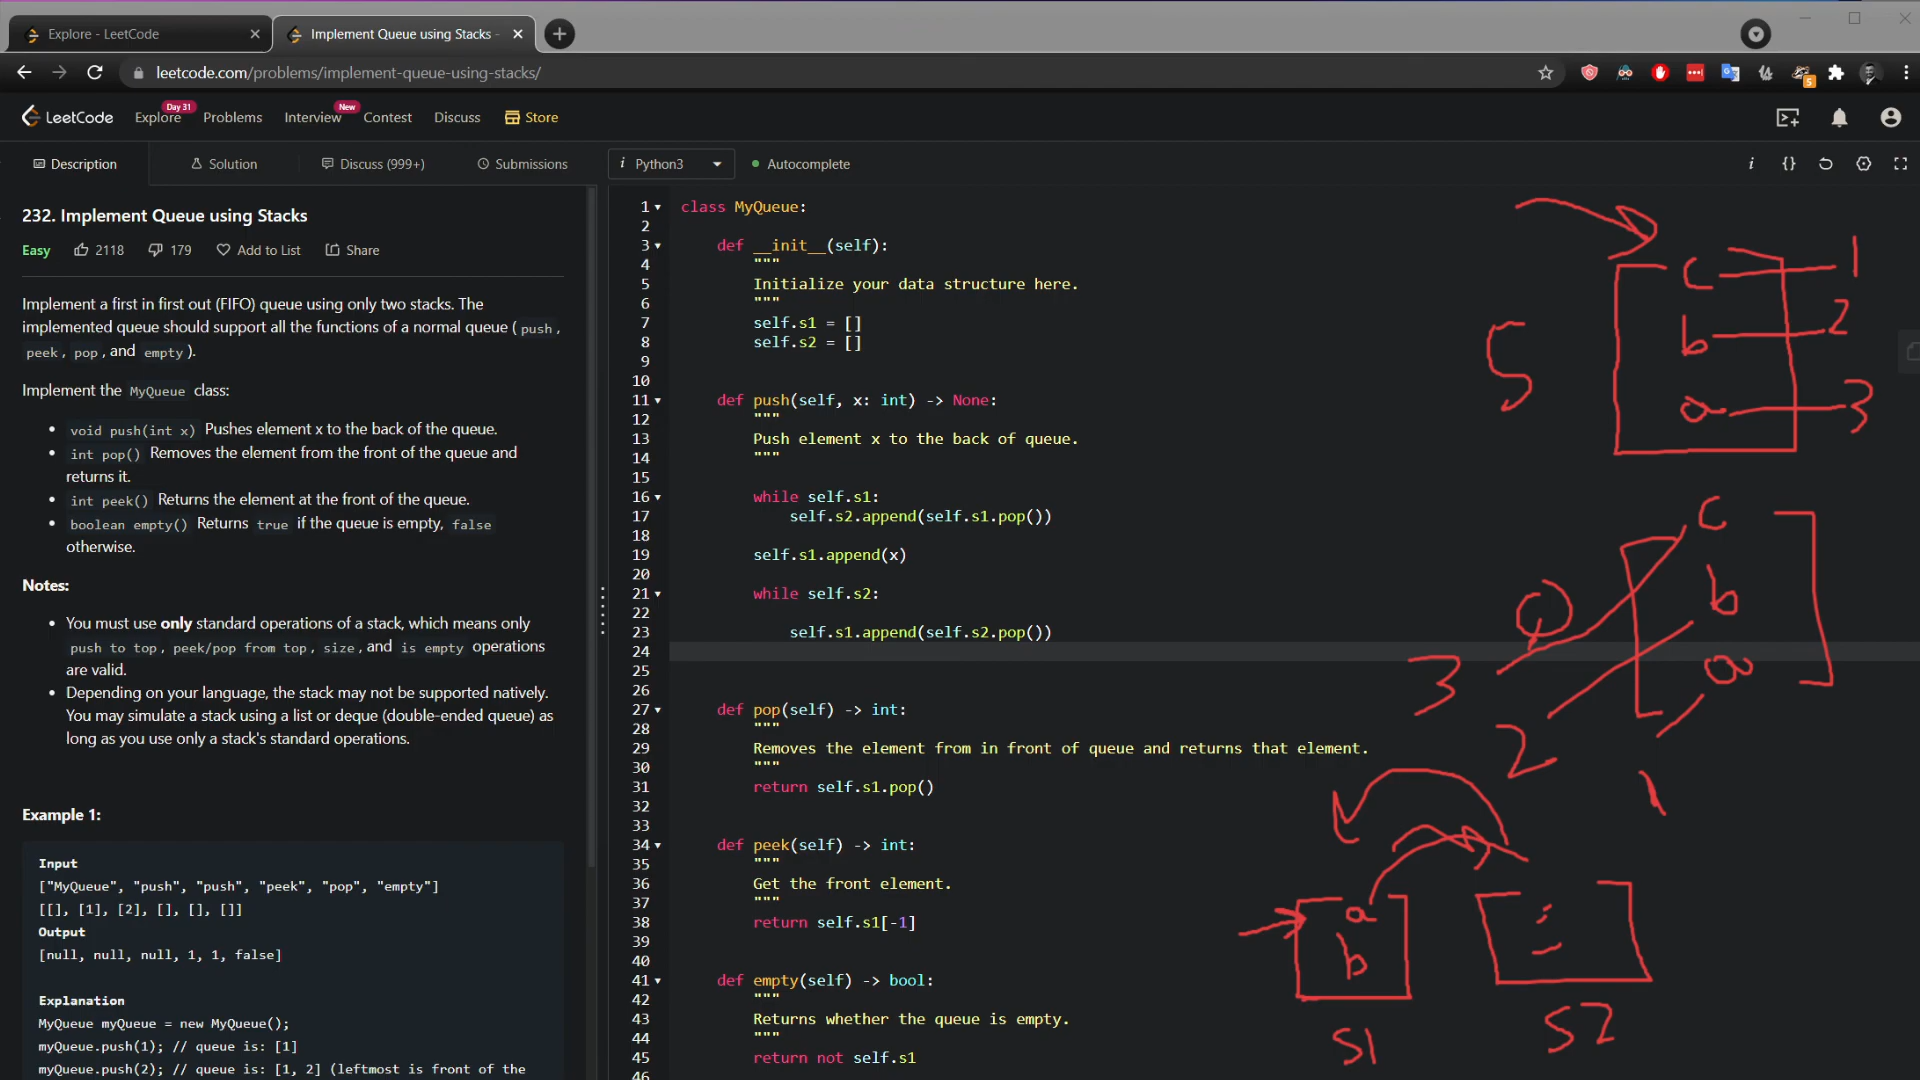 Explore - LeetCode
Implement Queue using Stacks -
leetcode.com/problems/implement-queue-using-stacks/
5
LeetCode
Explore
Day 31
Problems
Interview
New
Contest
Discuss
Store
Description
Solution
Discuss (999+)
Submissions
i Python3
Autocomplete
i
{}
232. Implement Queue using Stacks
Easy
2118
179
Add to List
Share
Implement a first in first out (FIFO) queue using only two stacks. The
implemented queue should support all the functions of a normal queue ( push,
peek, pop, and empty ).
Implement the MyQueue class:
• void push(int x) Pushes element x to the back of the queue.
• int pop() Removes the element from the front of the queue and
returns it.
• int peek() Returns the element at the front of the queue.
• boolean empty() Returns true if the queue is empty, false
otherwise.
Notes:
• You must use only standard operations of a stack, which means only
push to top, peek/pop from top, size, and is empty operations
are valid.
• Depending on your language, the stack may not be supported natively.
You may simulate a stack using a list or deque (double-ended queue) as
long as you use only a stack's standard operations.
Example 1:
Input
["MyQueue", "push", "push", "peek", "pop", "empty"]
[[], [1], [2], [], [], []]
Output
[null, null, null, 1, 1, false]
Explanation
MyQueue myQueue = new MyQueue();
myQueue.push(1); // queue is: [1]
myQueue.push(2); // queue is: [1, 2] (leftmost is front of the
1 class MyQueue:
2
3 def __init__(self):
4 """
5 Initialize your data structure here.
6 """
7 self.s1 = []
8 self.s2 = []
9
10
11 def push(self, x: int) -> None:
12 """
13 Push element x to the back of queue.
14 """
15
16 while self.s1:
17 self.s2.append(self.s1.pop())
18
19 self.s1.append(x)
20
21 while self.s2:
22
23 self.s1.append(self.s2.pop())
24
25
26
27 def pop(self) -> int:
28 """
29 Removes the element from in front of queue and returns that element.
30 """
31 return self.s1.pop()
32
33
34 def peek(self) -> int:
35 """
36 Get the front element.
37 """
38 return self.s1[-1]
39
40
41 def empty(self) -> bool:
42 """
43 Returns whether the queue is empty.
44 """
45 return not self.s1
46
S
c 1
b 2
a 3
c
b
a
Q
3
2
1
a
b
S1
S2